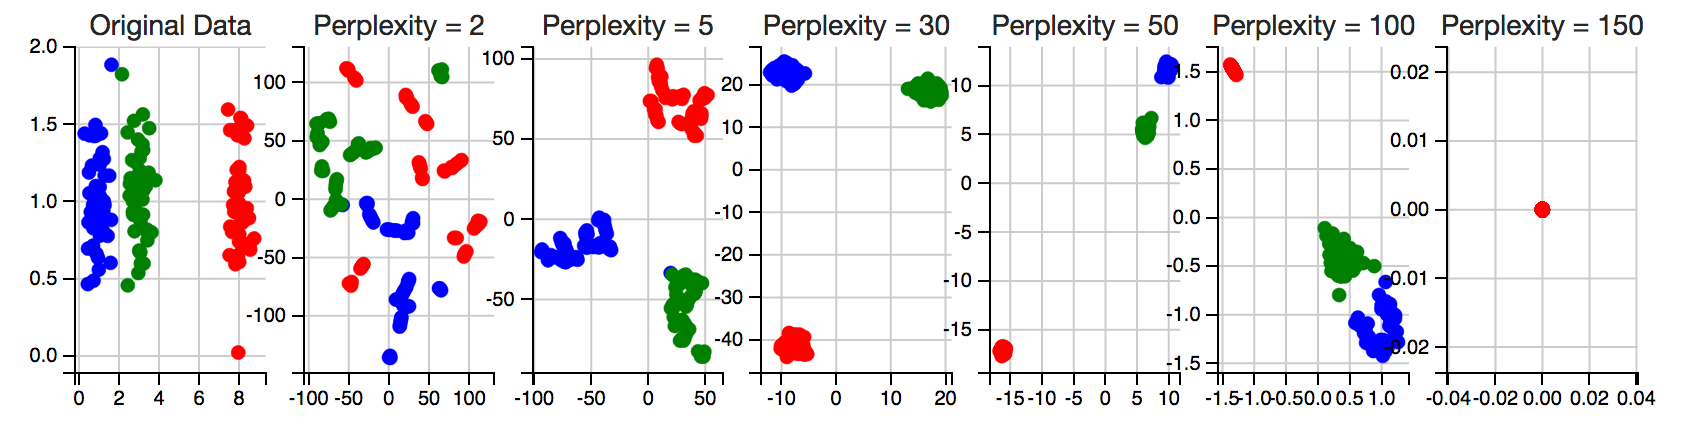 Original Data
2.0
1.5
1.0
0.5
0.0
0 2 4 6 8
Perplexity = 2
100
50
0
-50
-100
-100 -50 0 50 100
Perplexity = 5
100
50
0
-50
-100 -50 0 50
Perplexity = 30
20
10
0
-10
-20
-30
-40
-10 0 10 20
Perplexity = 50
10
5
0
-5
-10
-15
-15 -10 -5 0 5 10
Perplexity = 100
1.5
1.0
0.5
0.0
-0.5
-1.0
-1.5
-1.5 -1.0 -0.5 0.0 0.5 1.0
Perplexity = 150
0.02
0.01
0.00
-0.01
-0.02
-0.04 -0.02 0.00 0.02 0.04